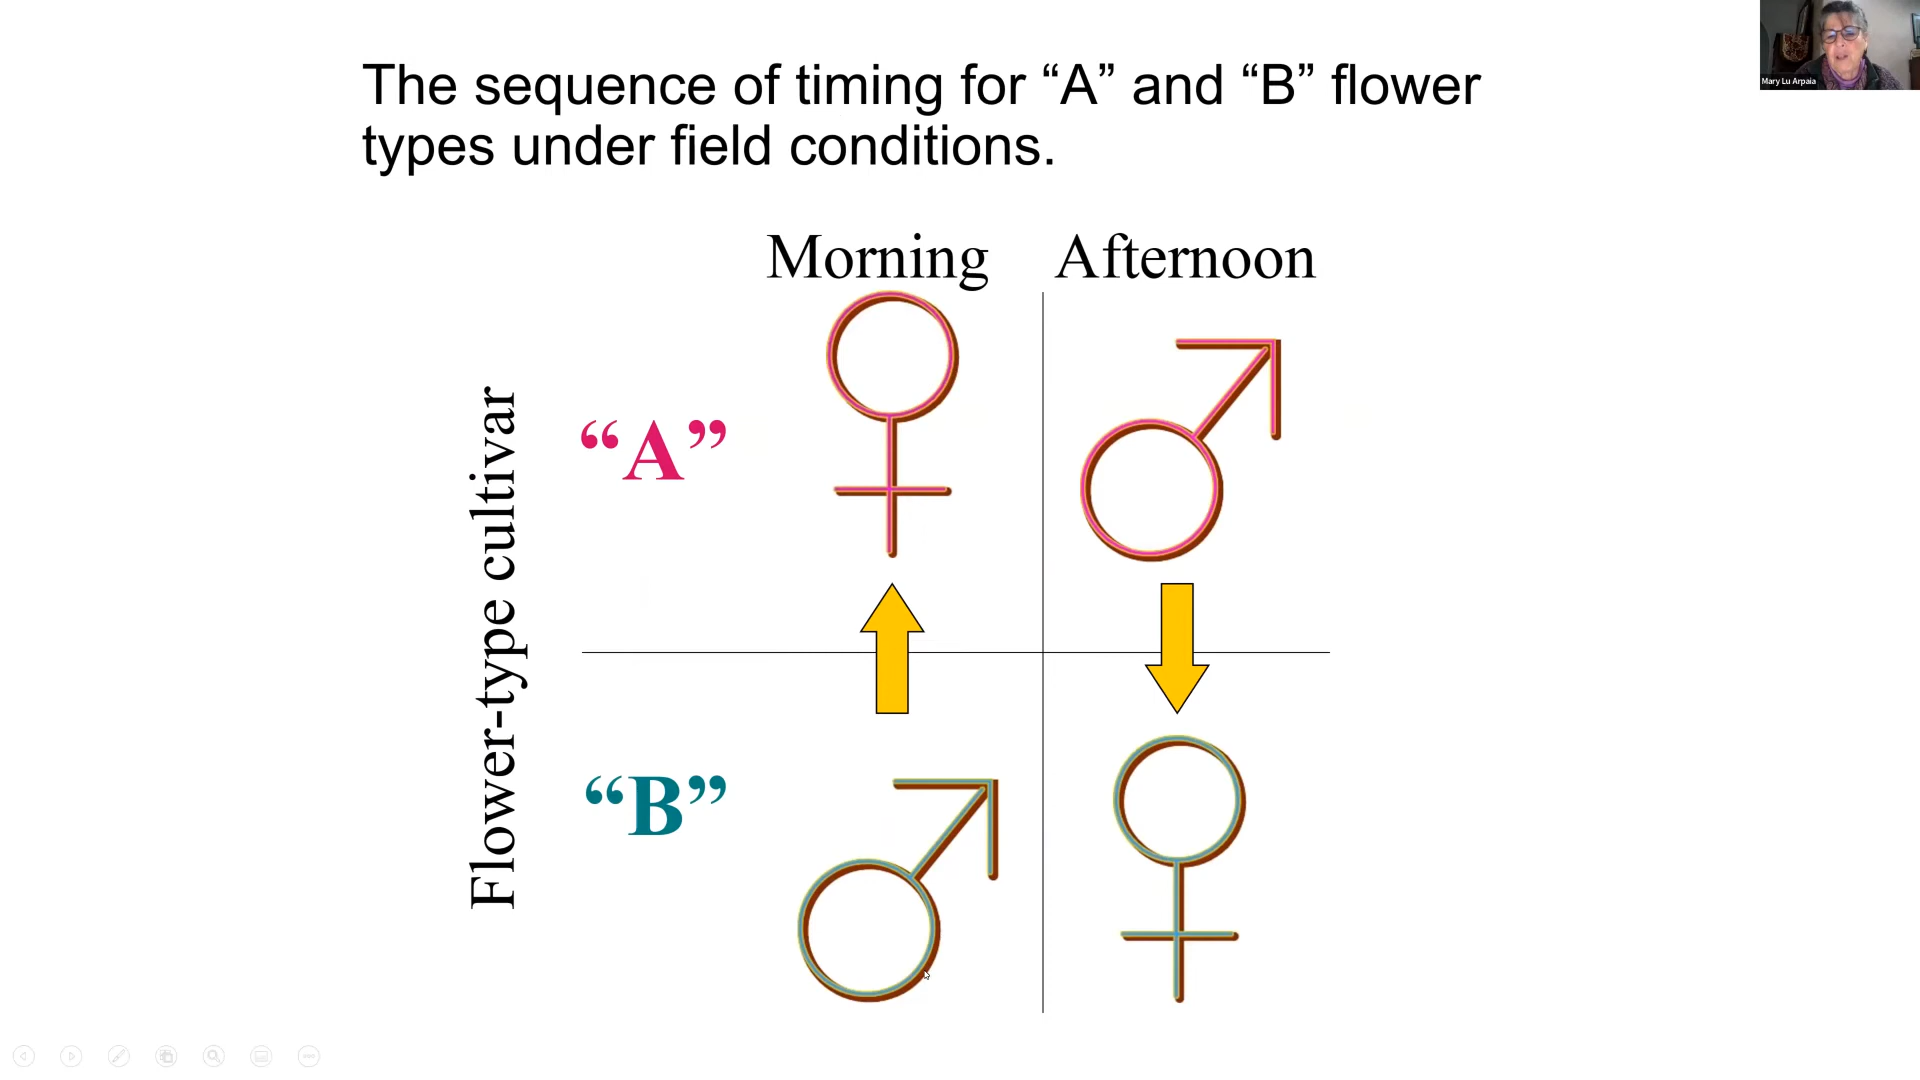 The sequence of timing for “A” and “B” flower
types under field conditions.
Mary Lu Arpaia
Morning
Afternoon
Flower-type cultivar
“A”
“B”